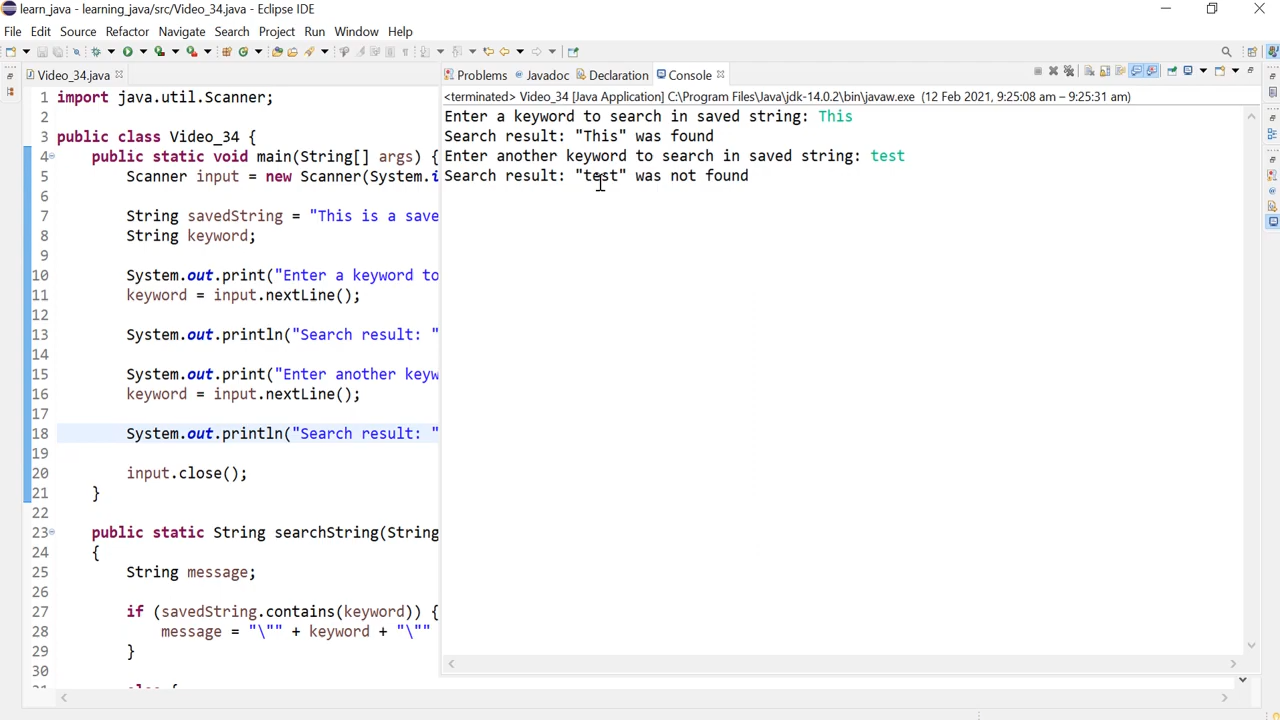 learn_java - learning_java/src/Video_34.java - Eclipse IDE
File Edit Source Refactor Navigate Search Project Run Window Help
Video_34.java
Problems @ Javadoc Declaration Console
<terminated> Video_34 [Java Application] C:\Program Files\Java\jdk-14.0.2\bin\javaw.exe (12 Feb 2021, 9:25:08 am – 9:25:31 am)
1 import java.util.Scanner;
2
3 public class Video_34 {
4 public static void main(String[] args) {
5 Scanner input = new Scanner(System.i
6
7 String savedString = "This is a save
8 String keyword;
9
10 System.out.print("Enter a keyword to
11 keyword = input.nextLine();
12
13 System.out.println("Search result: "
14
15 System.out.print("Enter another keyw
16 keyword = input.nextLine();
17
18 System.out.println("Search result: "
19
20 input.close();
21 }
22
23 public static String searchString(String
24 {
25 String message;
26
27 if (savedString.contains(keyword)) {
28 message = "\"" + keyword + "\""
29 }
30
31 else {
Enter a keyword to search in saved string: This
Search result: "This" was found
Enter another keyword to search in saved string: test
Search result: "test" was not found